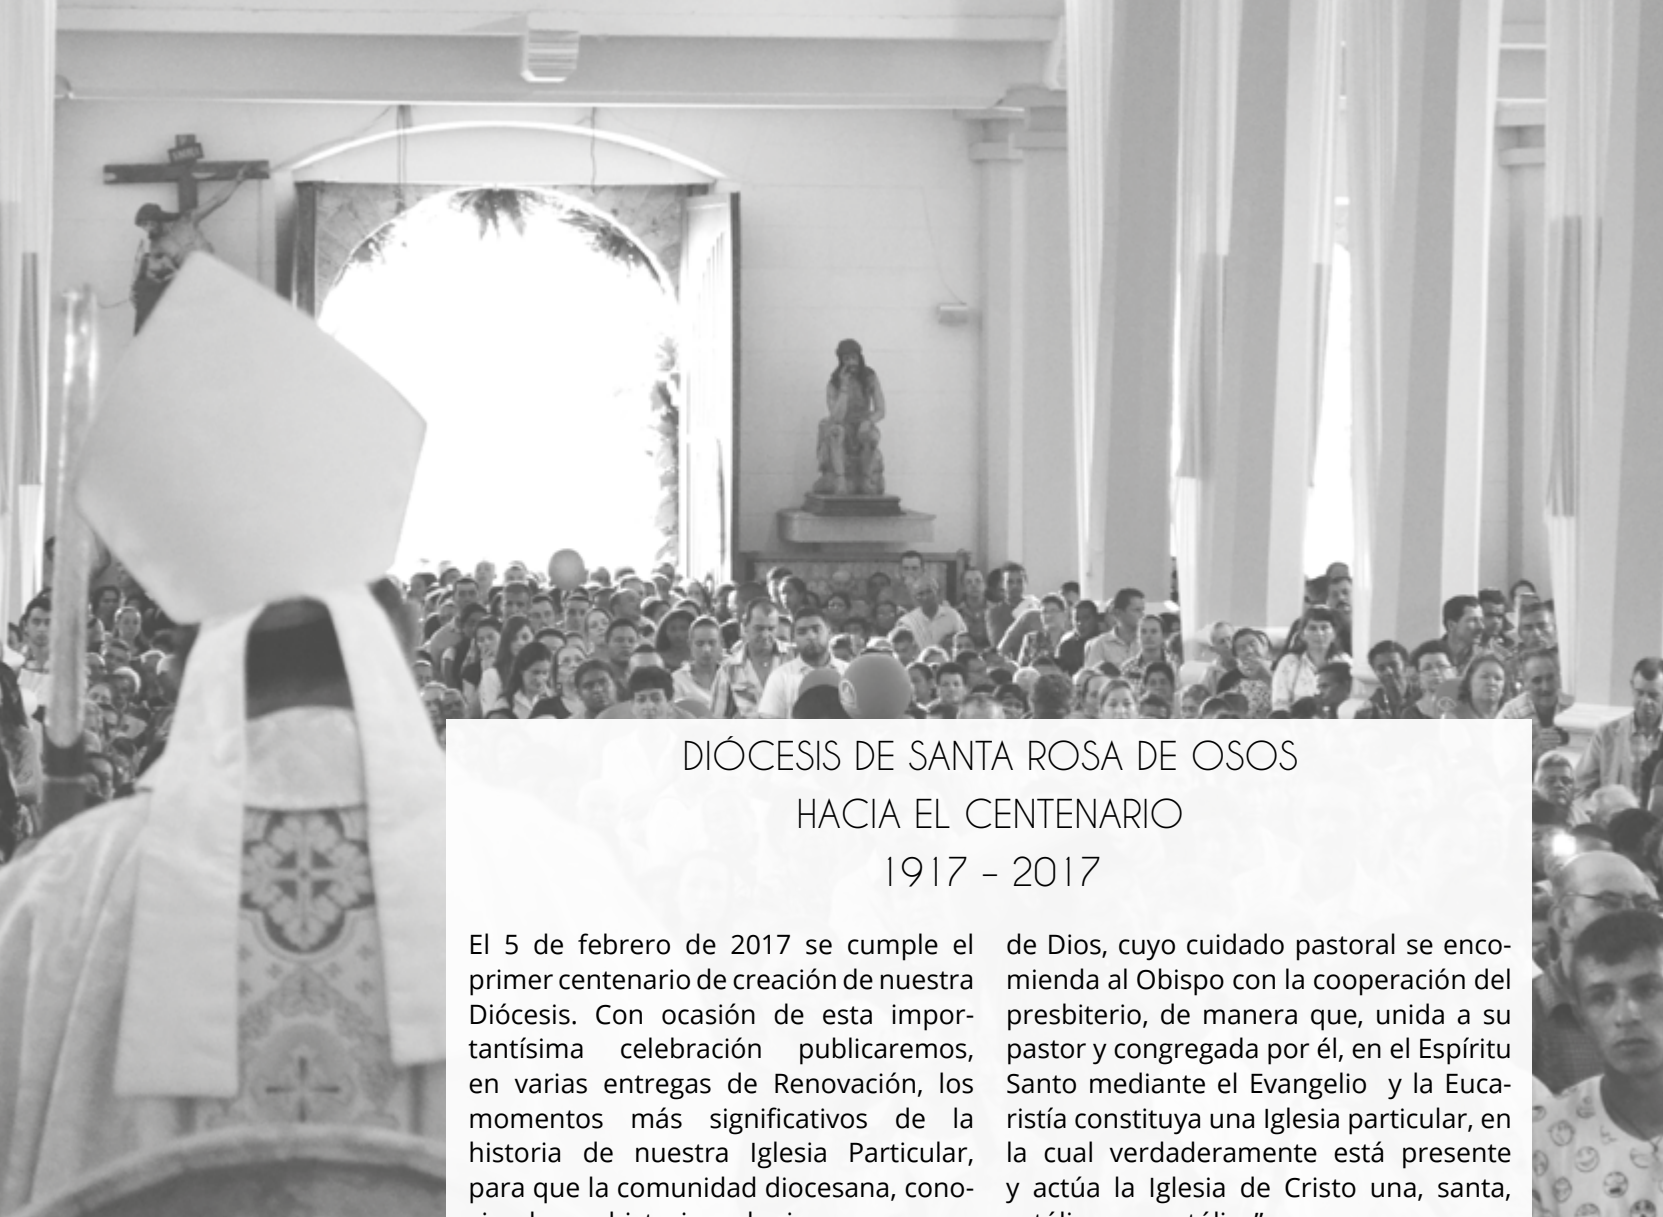 DIÓCESIS DE SANTA ROSA DE OSOS
HACIA EL CENTENARIO
1917 – 2017
El 5 de febrero de 2017 se cumple el
primer centenario de creación de nuestra
Diócesis. Con ocasión de esta impor-
tantísima celebración publicaremos,
en varias entregas de Renovación, los
momentos más significativos de la
historia de nuestra Iglesia Particular,
para que la comunidad diocesana, cono-
de Dios, cuyo cuidado pastoral se enco-
mienda al Obispo con la cooperación del
presbiterio, de manera que, unida a su
pastor y congregada por él, en el Espíritu
Santo mediante el Evangelio y la Euca-
ristía constituya una Iglesia particular, en
la cual verdaderamente está presente
y actúa la Iglesia de Cristo una, santa,